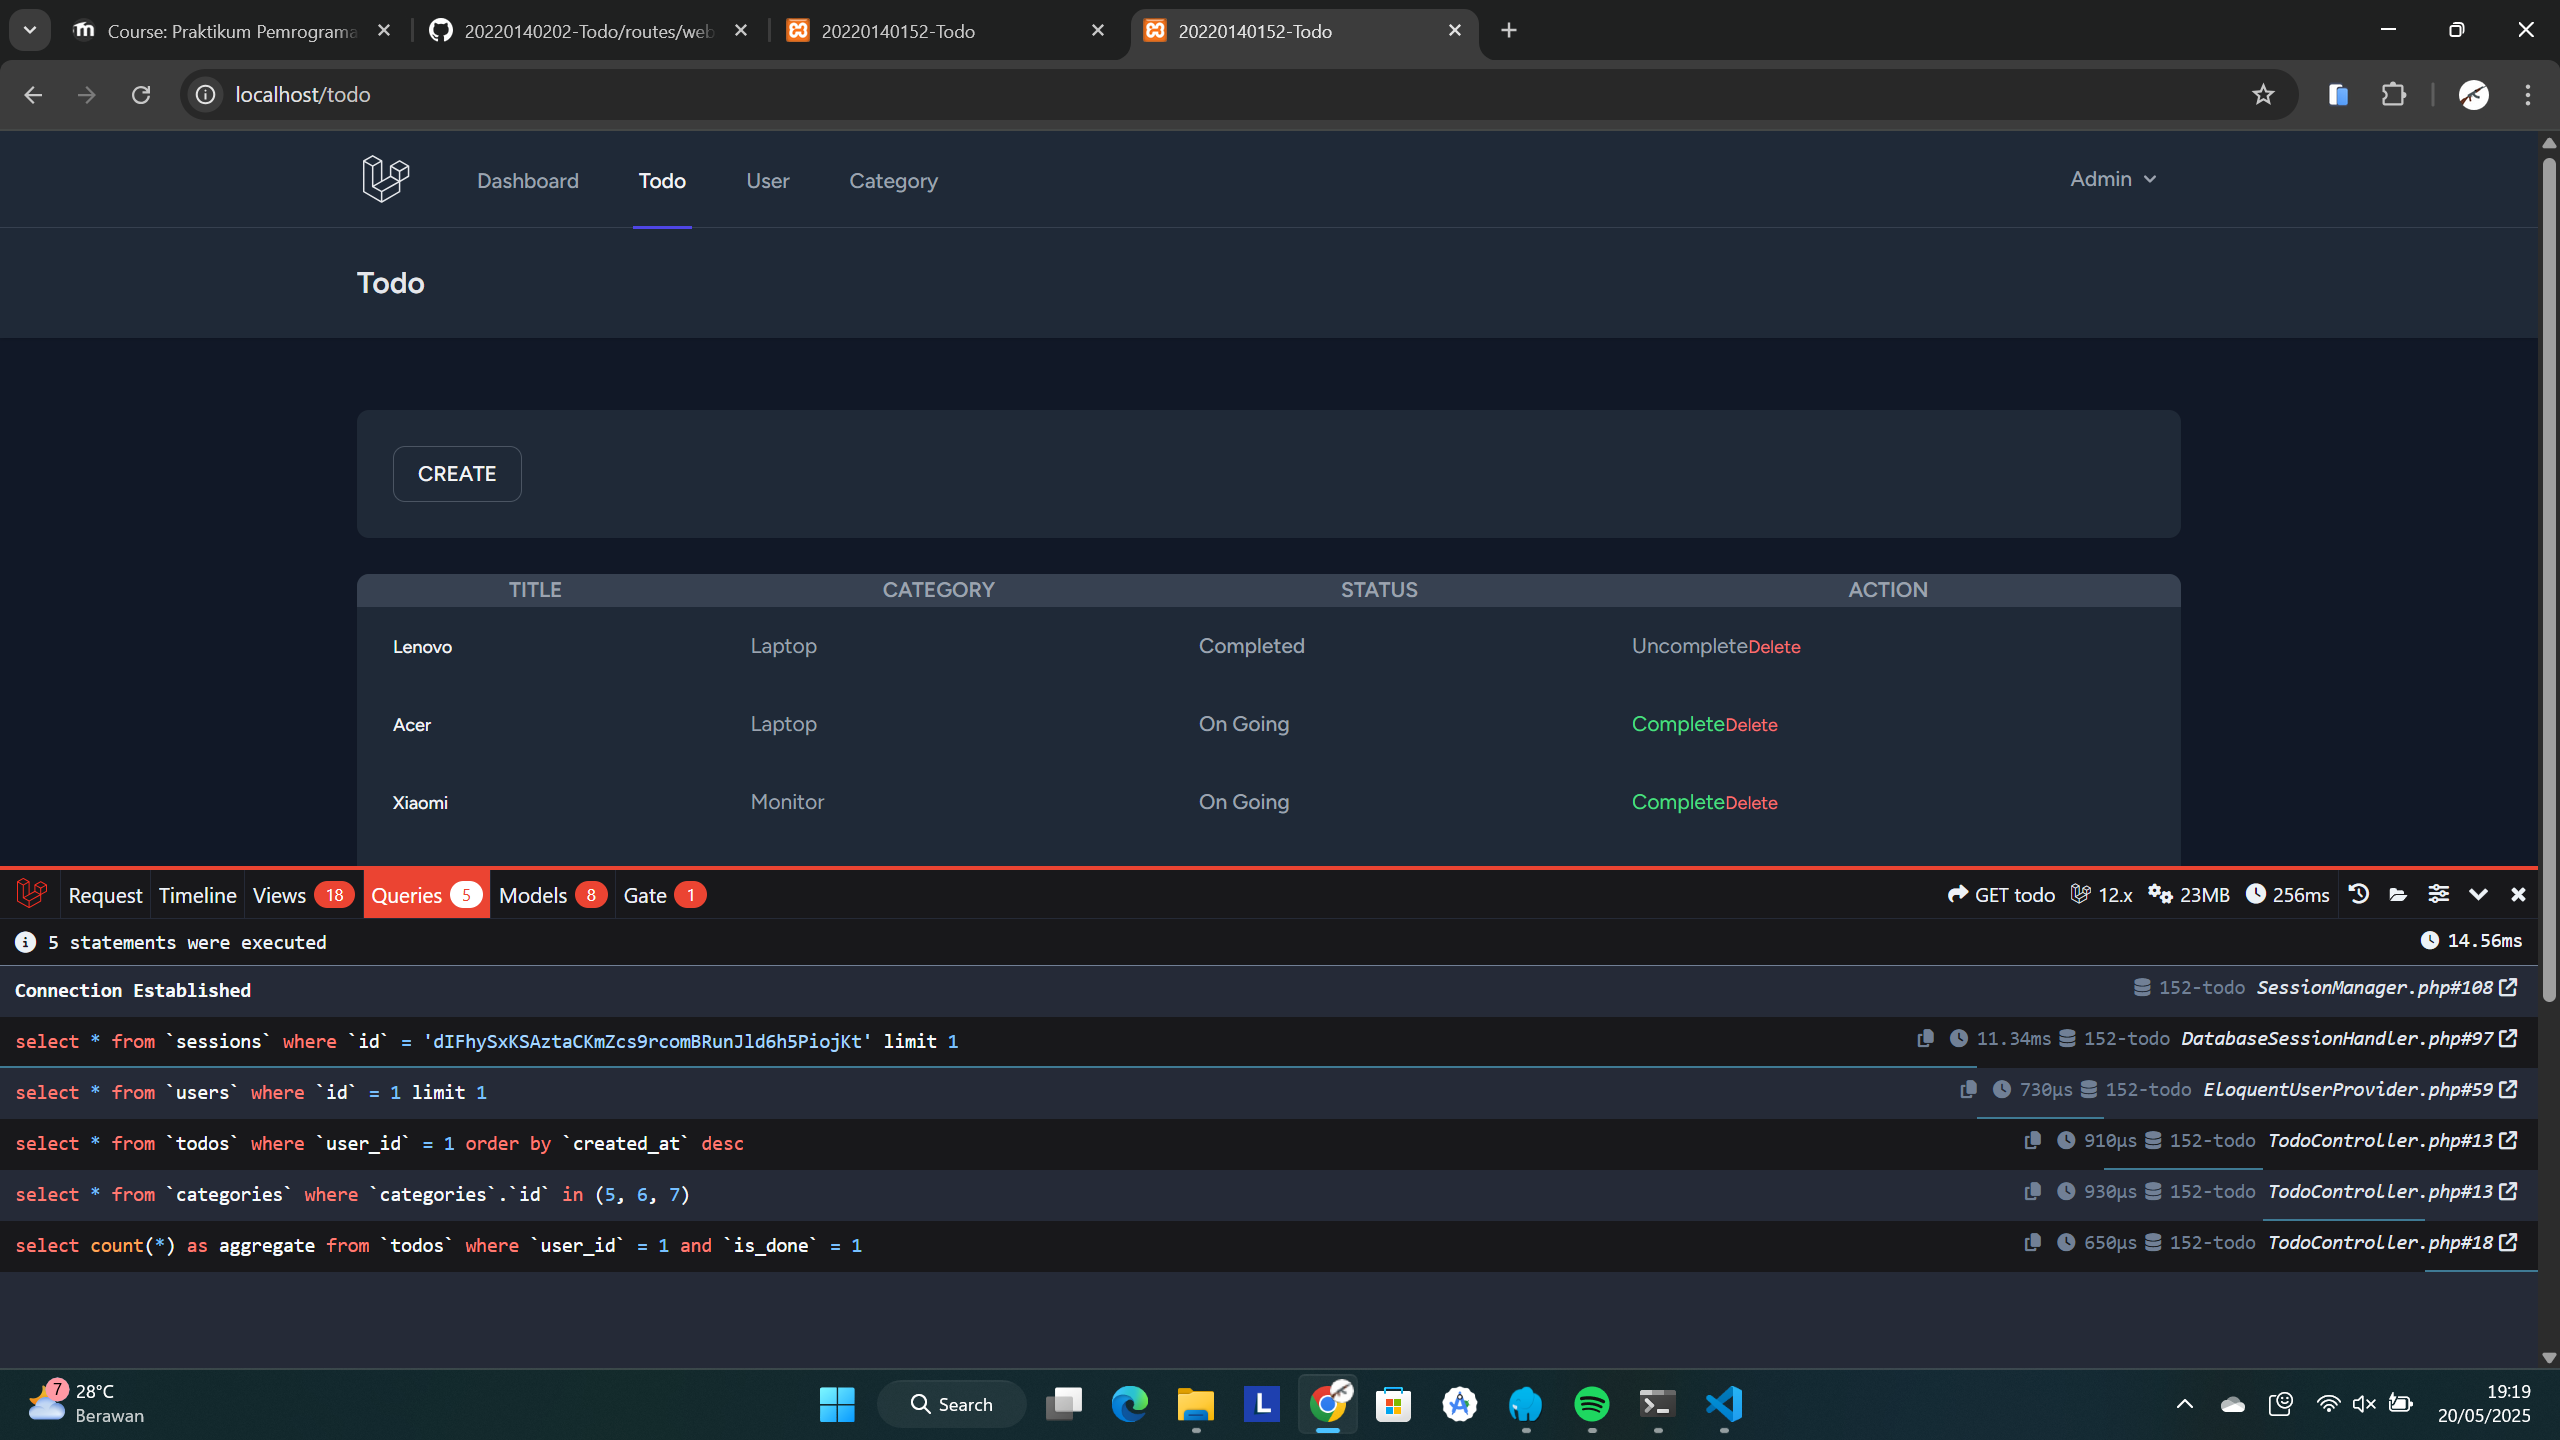 Course: Praktikum Pemrograma
20220140202-Todo/routes/web
20220140152-Todo
20220140152-Todo
localhost/todo
Dashboard Todo User Category Admin
Todo
CREATE
TITLE CATEGORY STATUS ACTION
Lenovo Laptop Completed UncompleteDelete
Acer Laptop On Going CompleteDelete
Xiaomi Monitor On Going CompleteDelete
Request Timeline Views 18 Queries 5 Models 8 Gate 1 GET todo 12.x 23MB 256ms
5 statements were executed 14.56ms
Connection Established 152-todo SessionManager.php#108
select * from `sessions` where `id` = 'dIFhySxKSAztaCKmZcs9rcomBRunJld6h5PiojKt' limit 1 11.34ms 152-todo DatabaseSessionHandler.php#97
select * from `users` where `id` = 1 limit 1 730μs 152-todo EloquentUserProvider.php#59
select * from `todos` where `user_id` = 1 order by `created_at` desc 910μs 152-todo TodoController.php#13
select * from `categories` where `categories`.`id` in (5, 6, 7) 930μs 152-todo TodoController.php#13
select count(*) as aggregate from `todos` where `user_id` = 1 and `is_done` = 1 650μs 152-todo TodoController.php#18
7 28°C
Berawan
Search
L
19:19
20/05/2025